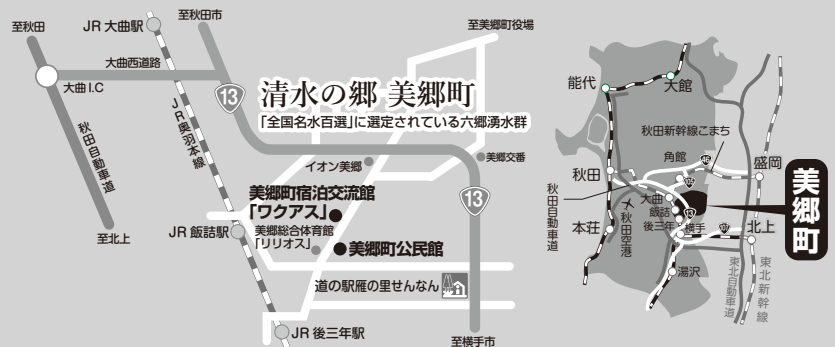 至秋田
JR 大曲駅
至秋田市
至美郷町役場
大曲西道路
大曲 I.C
13
清水の郷 美郷町
「全国名水百選」に選定されている六郷湧水群
JR奥羽本線
秋田自動車道
イオン美郷
美郷交番
13
美郷町宿泊交流館
「ワクアス」
美郷総合体育館
「リリオス」
美郷町公民館
至北上
JR 飯詰駅
道の駅雁の里せんなん
JR 後三年駅
至横手市
能代
大館
秋田新幹線こまち
角館
46
盛岡
秋田
大曲
飯詰
後三年
13
横手
秋田自動車道
秋田空港
本荘
北上
湯沢
東北自動車道
東北新幹線
美郷町